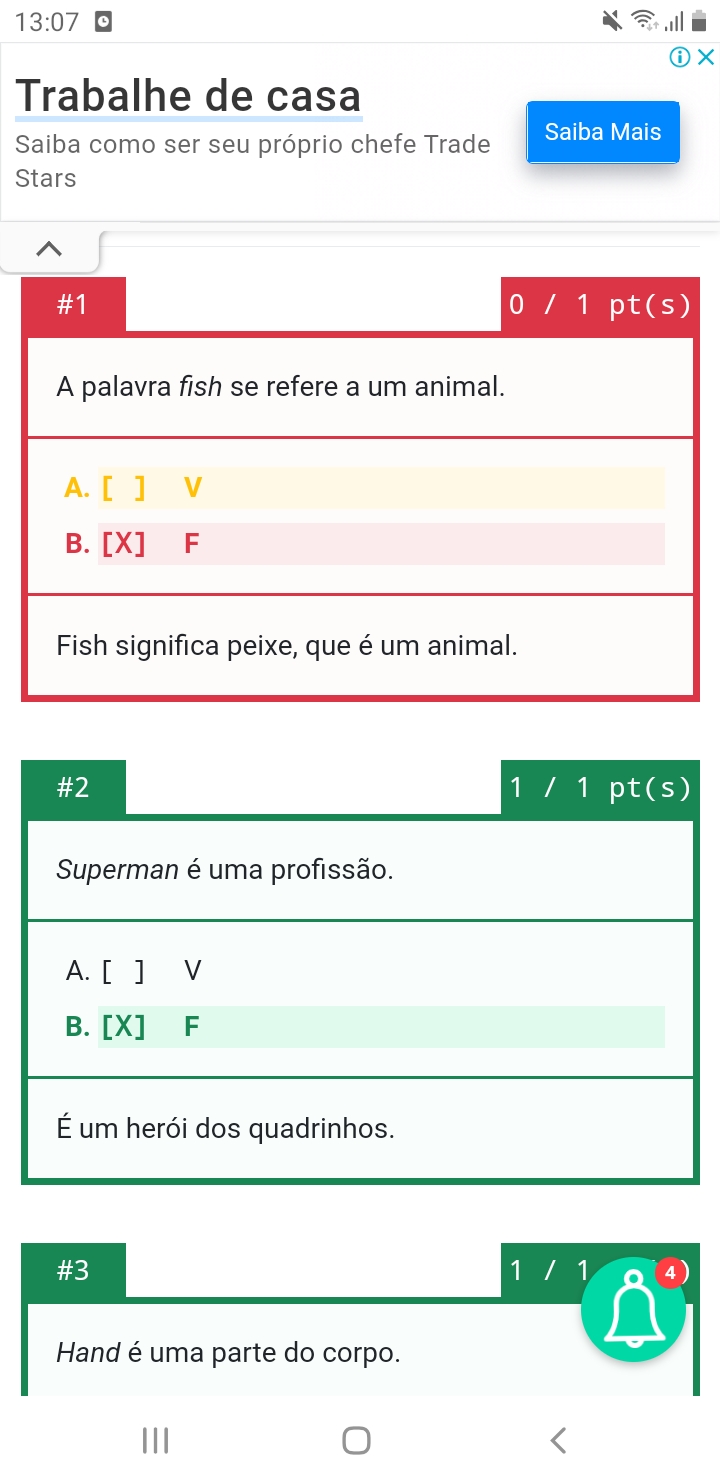 13:07
Trabalhe de casa
Saiba como ser seu próprio chefe Trade
Stars
Saiba Mais
#1
0 / 1 pt(s)
A palavra fish se refere a um animal.
A. [ ] V
B. [X] F
Fish significa peixe, que é um animal.
#2
1 / 1 pt(s)
Superman é uma profissão.
A. [ ] V
B. [X] F
É um herói dos quadrinhos.
#3
1 / 1
4
Hand é uma parte do corpo.